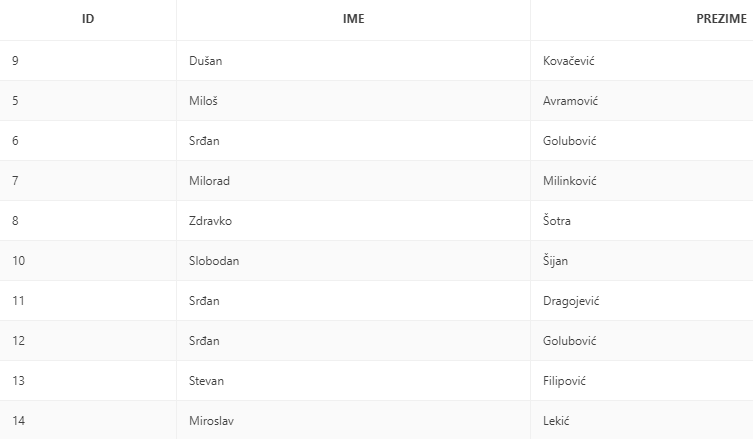 ID IME PREZIME
9 Dušan Kovačević
5 Miloš Avramović
6 Srđan Golubović
7 Milorad Milinković
8 Zdravko Šotra
10 Slobodan Šijan
11 Srđan Dragojević
12 Srđan Golubović
13 Stevan Filipović
14 Miroslav Lekić